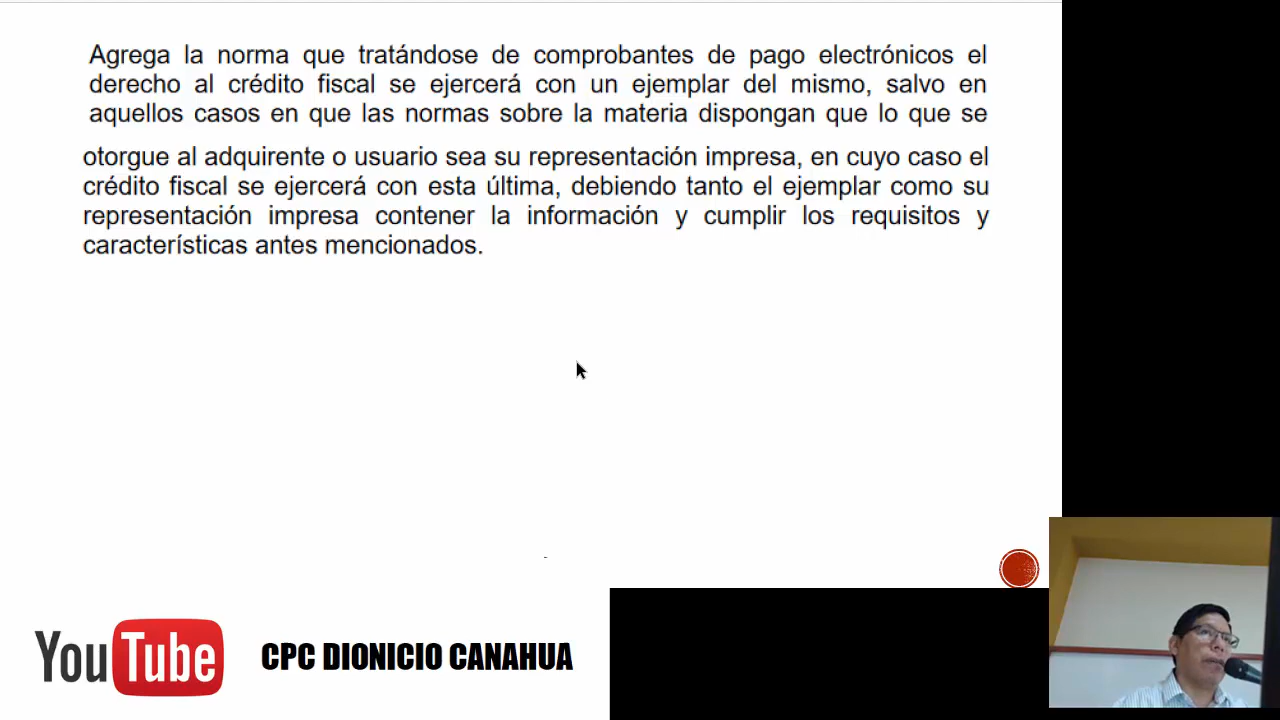 Agrega la norma que tratándose de comprobantes de pago electrónicos el
derecho al crédito fiscal se ejercerá con un ejemplar del mismo, salvo en
aquellos casos en que las normas sobre la materia dispongan que lo que se
otorgue al adquirente o usuario sea su representación impresa, en cuyo caso el
crédito fiscal se ejercerá con esta última, debiendo tanto el ejemplar como su
representación impresa contener la información y cumplir los requisitos y
características antes mencionados.
YouTube
CPC DIONICIO CANAHUA